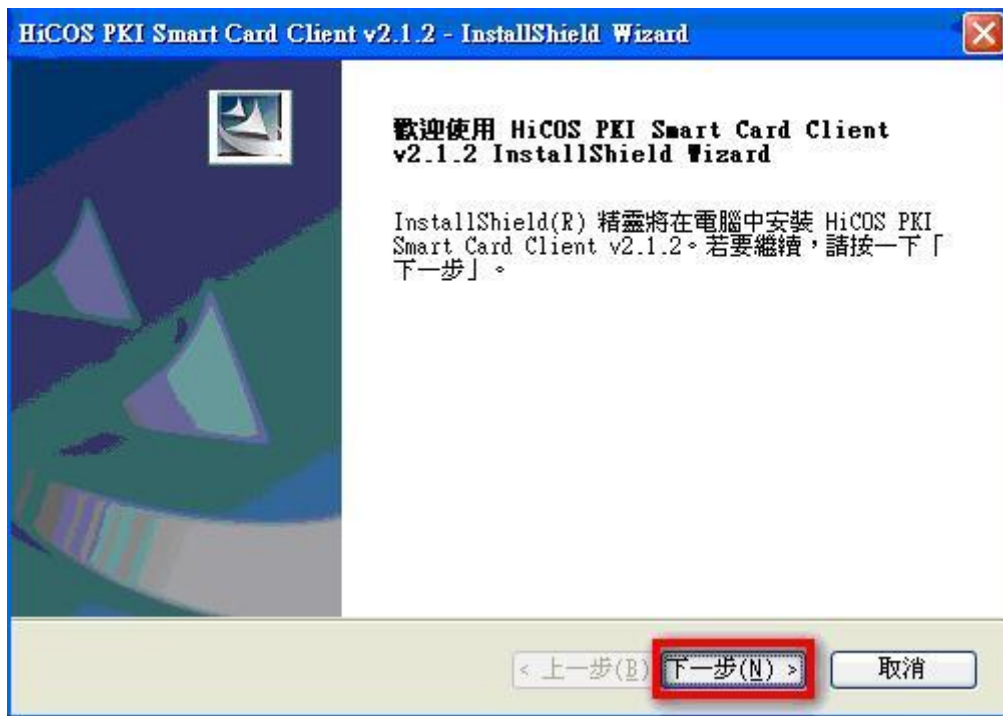 HiCOS PKI Smart Card Client v2.1.2 - InstallShield Wizard
歡迎使用 HiCOS PKI Smart Card Client
v2.1.2 InstallShield Wizard
InstallShield(R) 精靈將在電腦中安裝 HiCOS PKI
Smart Card Client v2.1.2。若要繼續，請按一下「
下一步」。
< 上一步(B) 下一步(N) > 取消